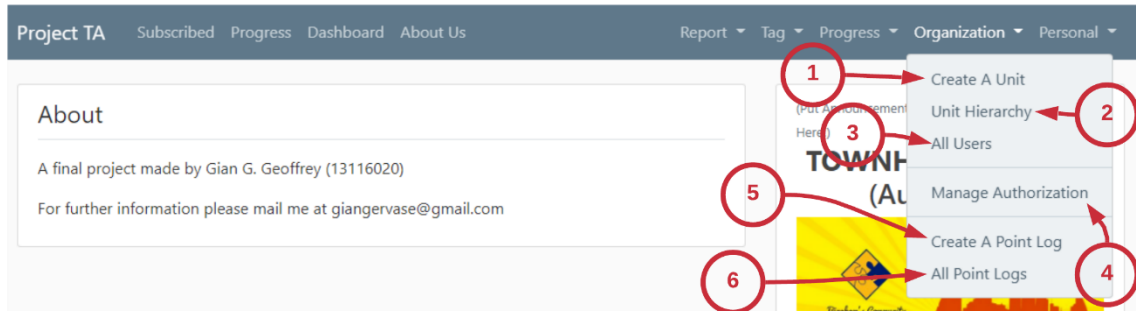 Project TA Subscribed Progress Dashboard About Us Report Tag Progress Organization Personal
1
Create A Unit
Unit Hierarchy
2
3
All Users
Manage Authorization
4
5
Create A Point Log
6
All Point Logs
About
A final project made by Gian G. Geoffrey (13116020)
For further information please mail me at giangervase@gmail.com
(Put Announcement
Here!)
TOWNH
(Au